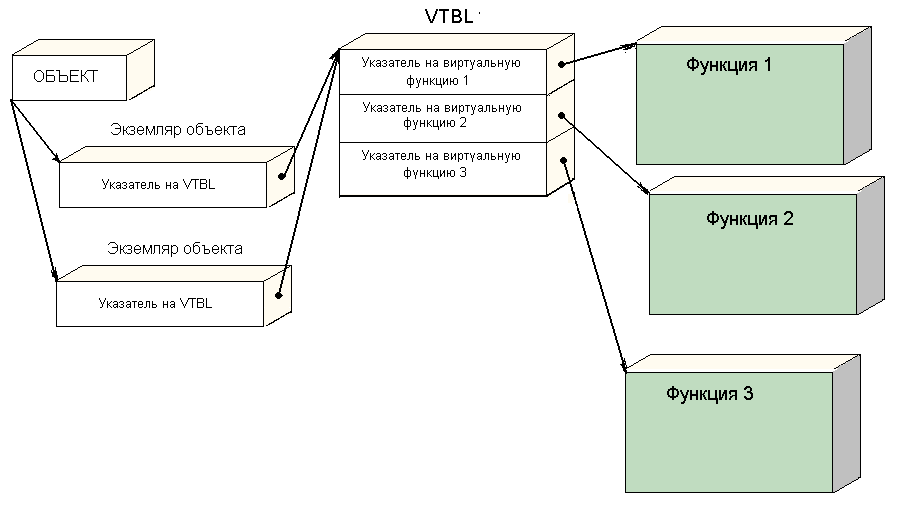 VTBL
ОБЪЕКТ
Экземляр объекта
Указатель на VTBL
Экземляр объекта
Указатель на VTBL
Указатель на виртуальную
функцию 1
Указатель на виртуальную
функцию 2
Указатель на виртуальную
функцию 3
Функция 1
Функция 2
Функция 3